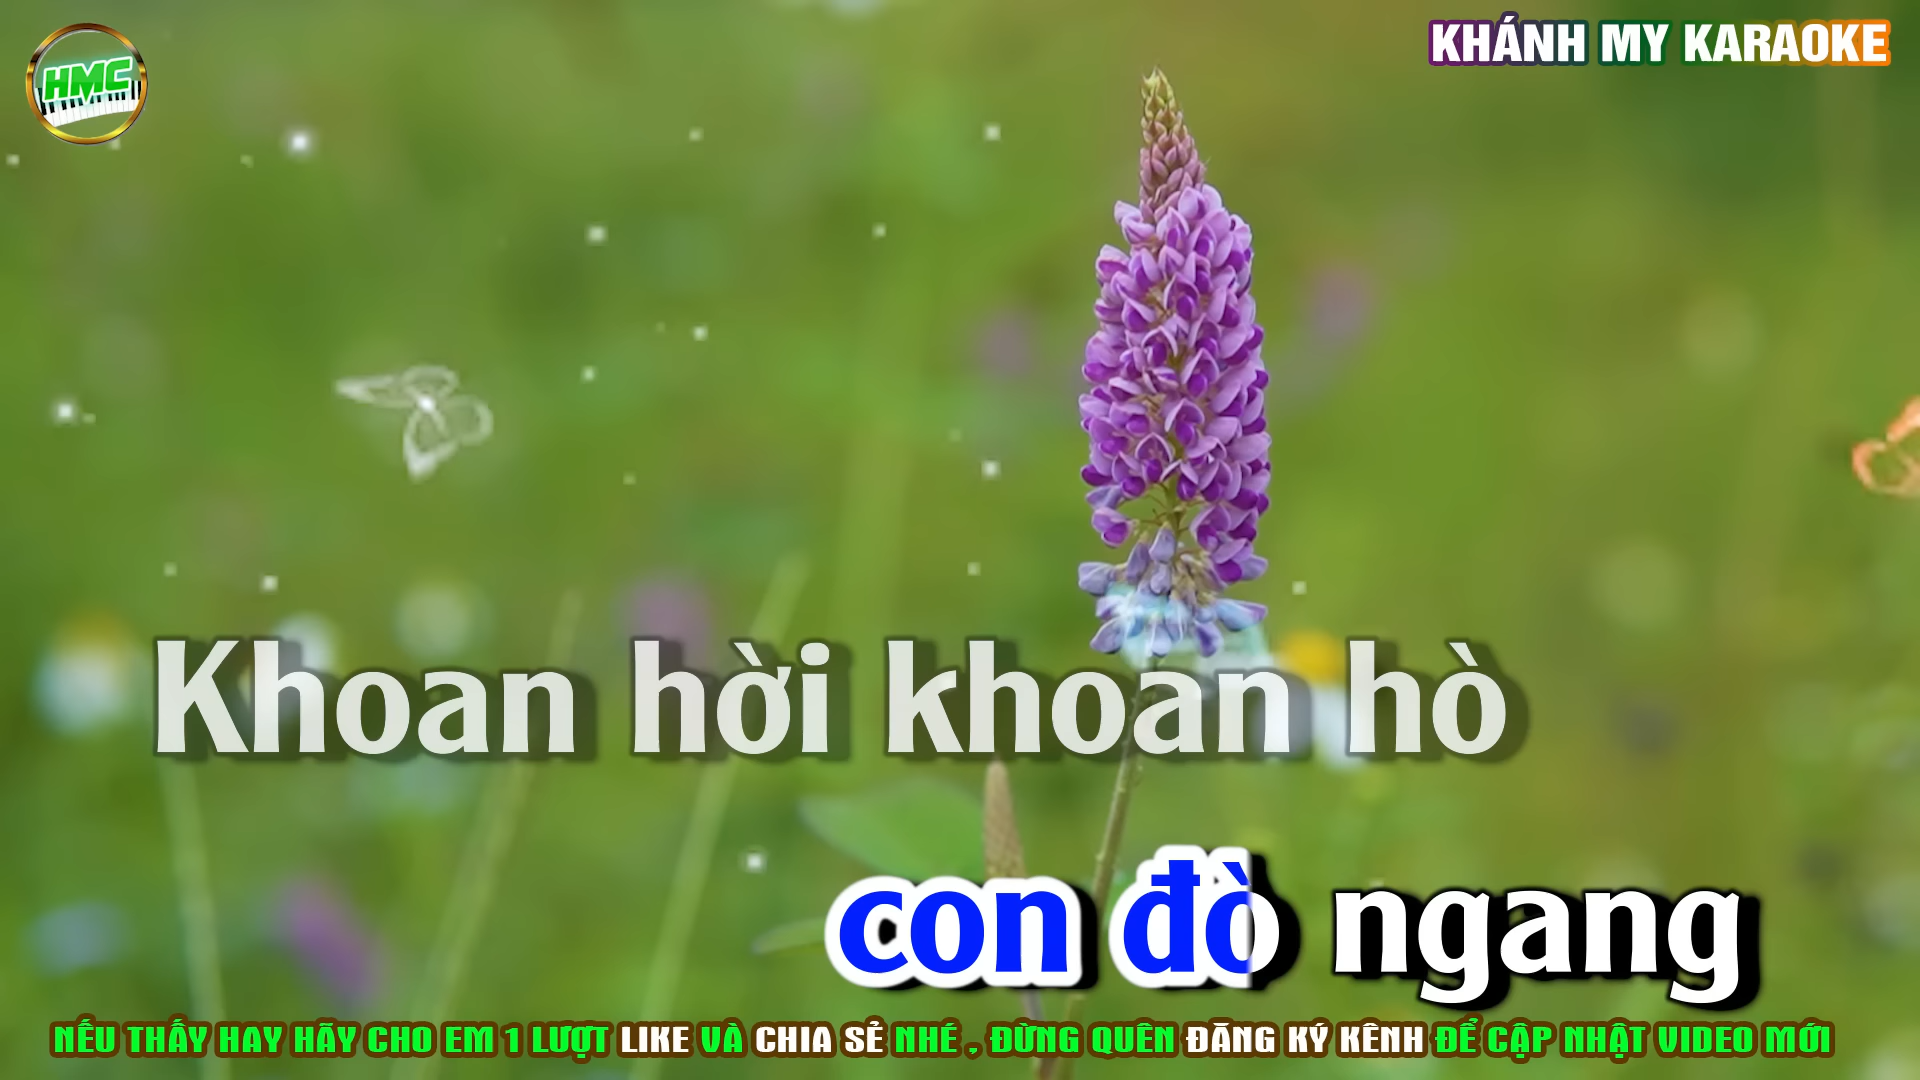 HMC
KHÁNH MY KARAOKE
Khoan hời khoan hò
con đò ngang
NẾU THẤY HAY HÃY CHO EM 1 LƯỢT LIKE VÀ CHIA SẺ NHÉ , ĐỪNG QUÊN ĐĂNG KÝ KÊNH ĐỂ CẬP NHẬT VIDEO MỚI